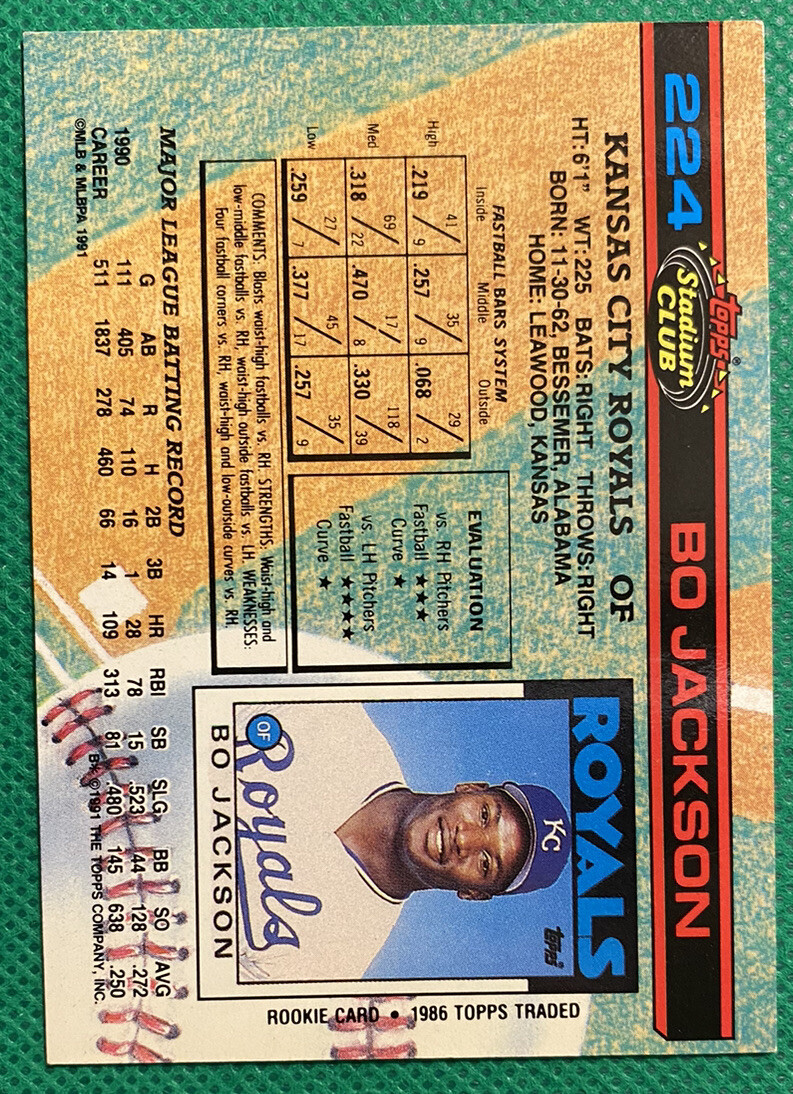 224
TOPPS®
Stadium
CLUB
BO JACKSON
KANSAS CITY ROYALS OF
HT: 6'1" WT: 225 BATS: RIGHT THROWS: RIGHT
BORN: 11-30-62, BESSEMER, ALABAMA
HOME: LEAWOOD, KANSAS
FASTBALL BARS SYSTEM
Inside Middle Outside
High .219 41/9 .257 35/9 .068 29/2
Med .318 69/22 .470 17/8 .330 118/39
Low .259 27/7 .377 45/17 .257 35/9
EVALUATION
vs. RH Pitchers
Fastball ★★★
Curve ★
vs. LH Pitchers
Fastball ★★★★
Curve ★
COMMENTS: Blasts waist-high fastballs vs. RH. STRENGTHS: Waist-high and
low-middle fastballs vs. RH, waist-high outside fastballs vs. LH. WEAKNESSES:
Four fastball corners vs. RH, waist-high and low-outside curves vs. RH.
ROYALS
topps
KC
Royals
OF
BO JACKSON
ROOKIE CARD • 1986 TOPPS TRADED
MAJOR LEAGUE BATTING RECORD
G AB R H 2B 3B HR RBI SB SLG BB SO AVG
1990 111 405 74 110 16 1 28 78 15 .523 44 128 .272
CAREER 511 1837 278 460 66 14 109 313 81 .480 145 638 .250
©MLB & MLBPA 1991
B* ©1991 THE TOPPS COMPANY, INC.